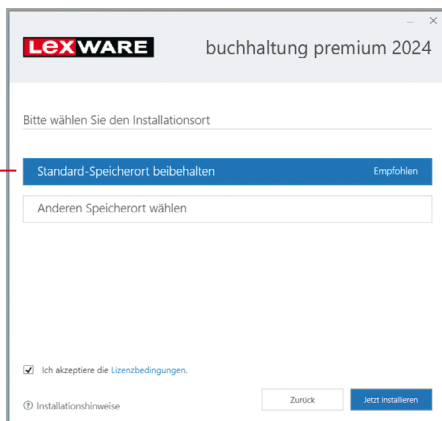 LEXWARE
buchhaltung premium 2024
Bitte wählen Sie den Installationsort
Standard-Speicherort beibehalten Empfohlen
Anderen Speicherort wählen
Ich akzeptiere die Lizenzbedingungen.
Installationshinweise
Zurück
Jetzt installieren